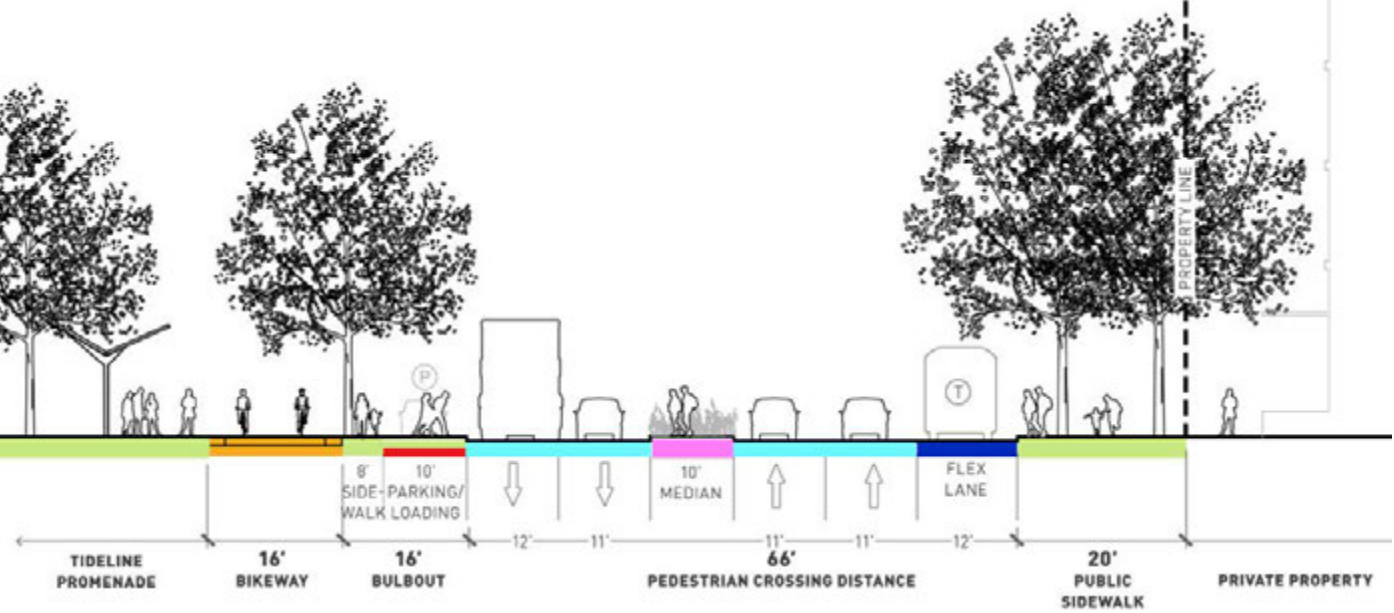 PROPERTY LINE
P
T
8'
SIDE-
WALK
10'
PARKING/
LOADING
10'
MEDIAN
FLEX
LANE
12'
11'
11'
11'
12'
TIDELINE
PROMENADE
16'
BIKEWAY
16'
BULBOUT
66'
PEDESTRIAN CROSSING DISTANCE
20'
PUBLIC
SIDEWALK
PRIVATE PROPERTY